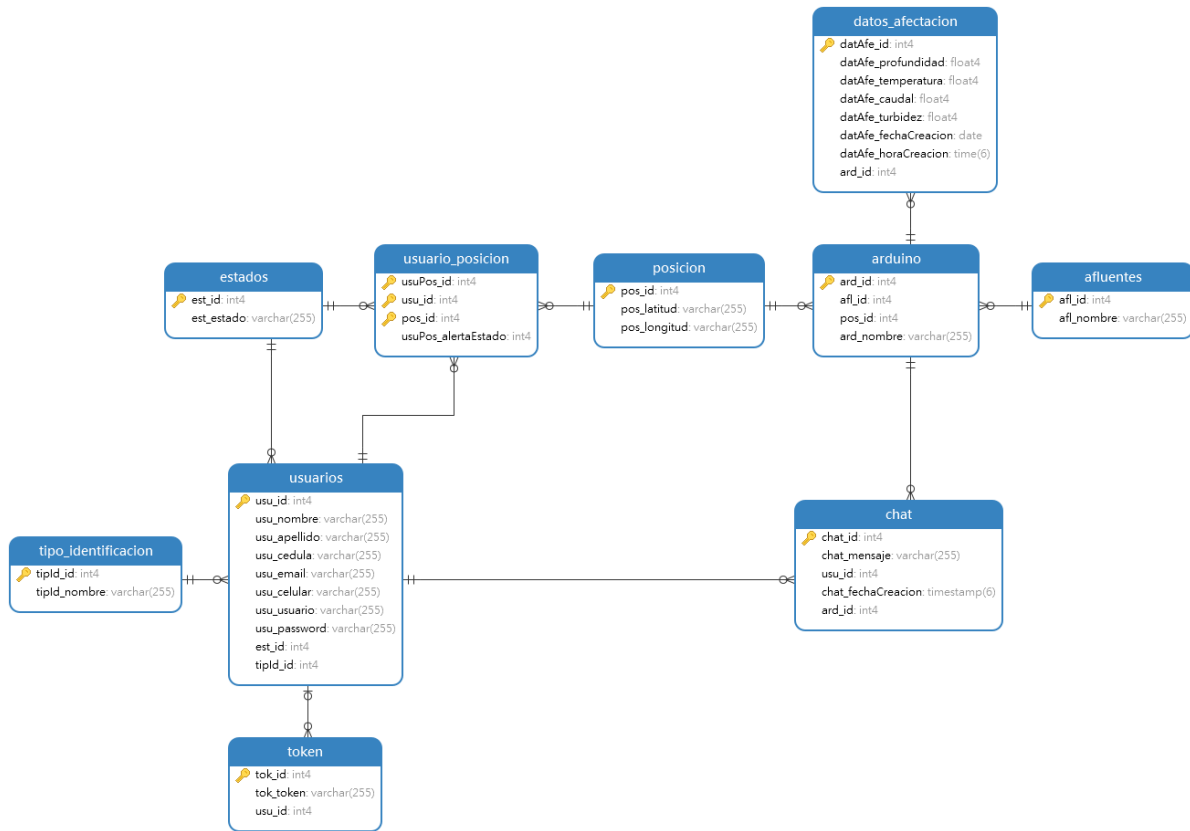 datos_afectacion
datAfe_id: int4
datAfe_profundidad: float4
datAfe_temperatura: float4
datAfe_caudal: float4
datAfe_turbidez: float4
datAfe_fechaCreacion: date
datAfe_horaCreacion: time(6)
ard_id: int4
estados
est_id: int4
est_estado: varchar(255)
usuario_posicion
usuPos_id: int4
usu_id: int4
pos_id: int4
usuPos_alertaEstado: int4
posicion
pos_id: int4
pos_latitud: varchar(255)
pos_longitud: varchar(255)
arduino
ard_id: int4
afl_id: int4
pos_id: int4
ard_nombre: varchar(255)
afluentes
afl_id: int4
afl_nombre: varchar(255)
usuarios
usu_id: int4
usu_nombre: varchar(255)
usu_apellido: varchar(255)
usu_cedula: varchar(255)
usu_email: varchar(255)
usu_celular: varchar(255)
usu_usuario: varchar(255)
usu_password: varchar(255)
est_id: int4
tipId_id: int4
tipo_identificacion
tipId_id: int4
tipId_nombre: varchar(255)
chat
chat_id: int4
chat_mensaje: varchar(255)
usu_id: int4
chat_fechaCreacion: timestamp(6)
ard_id: int4
token
tok_id: int4
tok_token: varchar(255)
usu_id: int4